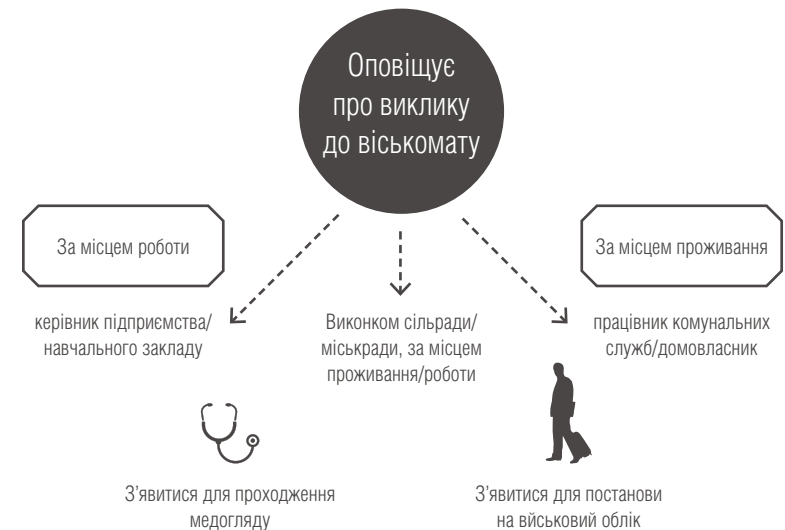 Оповіщує
про виклику
до віськомату
За місцем роботи
За місцем проживання
керівник підприємства/
навчального закладу
Виконком сільради/
міськради, за місцем
проживання/роботи
працівник комунальних
служб/домовласник
З’явитися для проходження
медогляду
З’явитися для постанови
на вйськовий облік